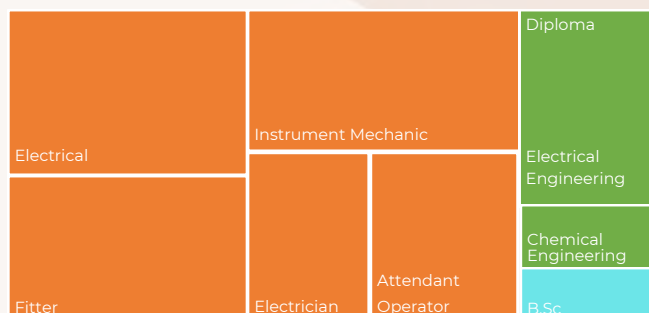 Diploma
Instrument Mechanic
Electrical
Electrical
Engineering
Chemical
Engineering
Attendant
Operator
Fitter
Electrician
B.Sc